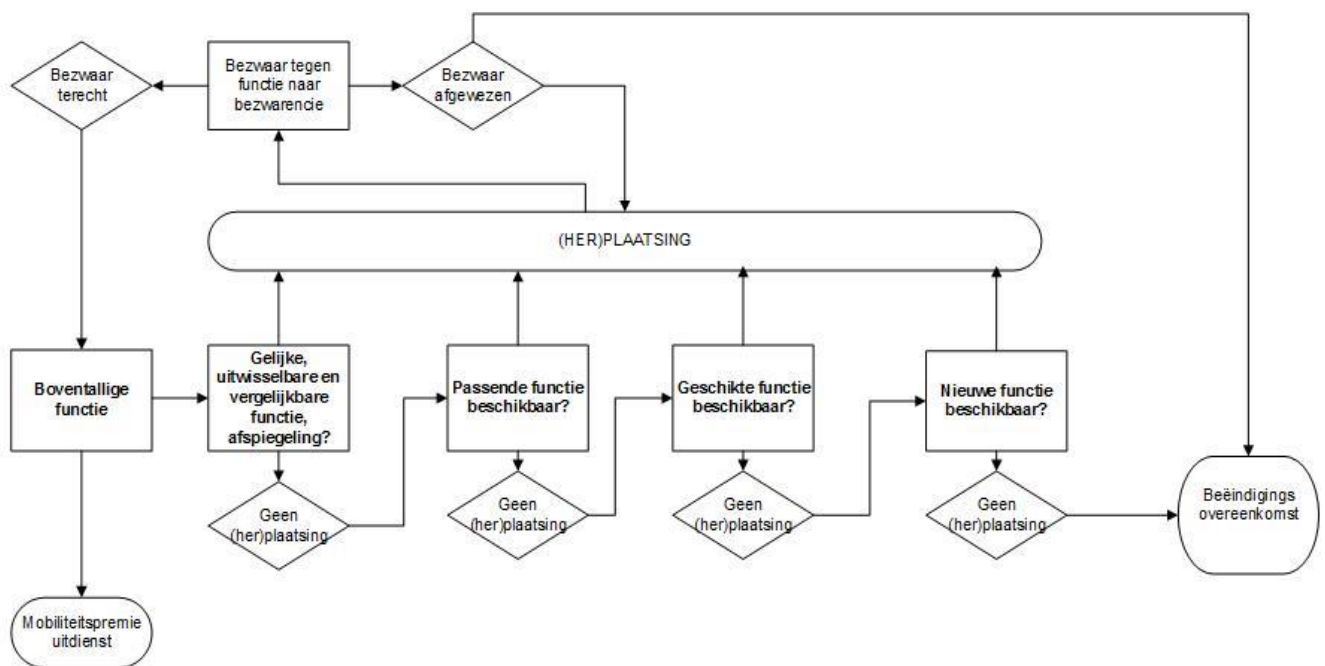 Bezwaar
terecht
Bezwaar tegen
functie naar
bezwarencie
Bezwaar
afgewezen
(HER)PLAATSING
Boventallige
functie
Gelijke,
uitwisselbare en
vergelijkbare
functie,
afspiegeling?
Passende functie
beschikbaar?
Geschikte functie
beschikbaar?
Nieuwe functie
beschikbaar?
Geen
(her)plaatsing
Geen
(her)plaatsing
Geen
(her)plaatsing
Geen
(her)plaatsing
Beëindigings
overeenkomst
Mobiliteitspremie
uitdienst